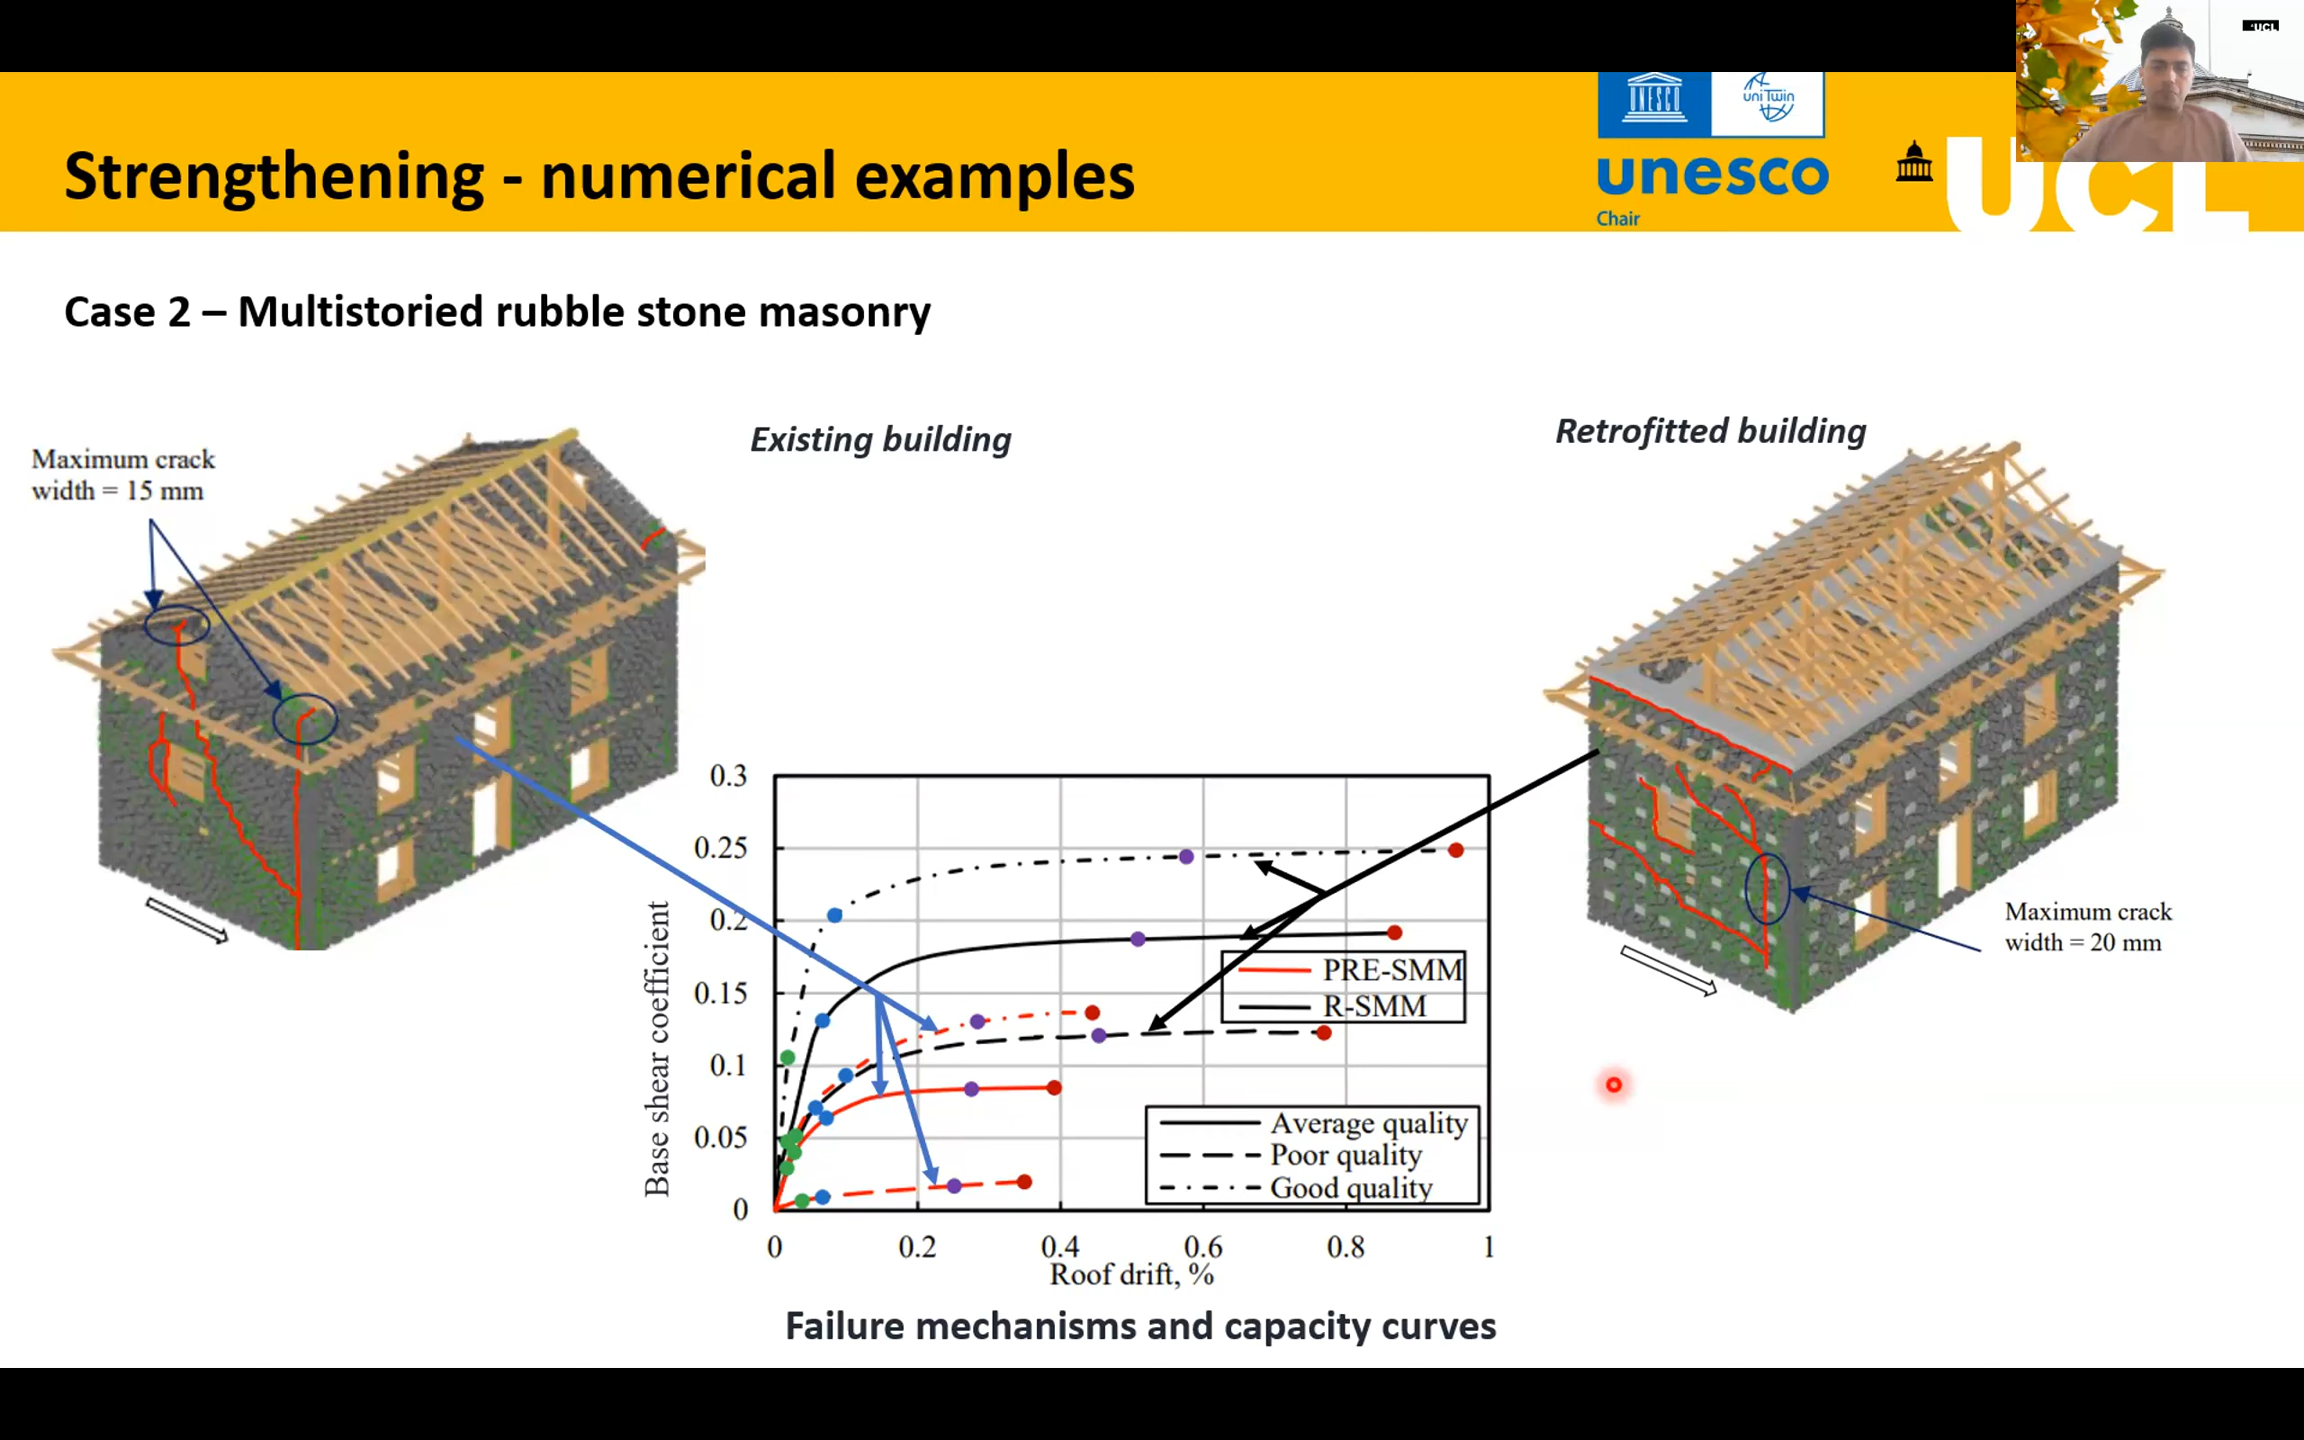 UCL
UNESCO
uniTwin
unesco
Chair
UCL
Strengthening - numerical examples
Case 2 – Multistoried rubble stone masonry
Maximum crack
width = 15 mm
Existing building
Retrofitted building
Maximum crack
width = 20 mm
0.3
0.25
0.2
0.15
0.1
0.05
0
Base shear coefficient
PRE-SMM
R-SMM
Average quality
Poor quality
Good quality
0 0.2 0.4 0.6 0.8 1
Roof drift, %
Failure mechanisms and capacity curves